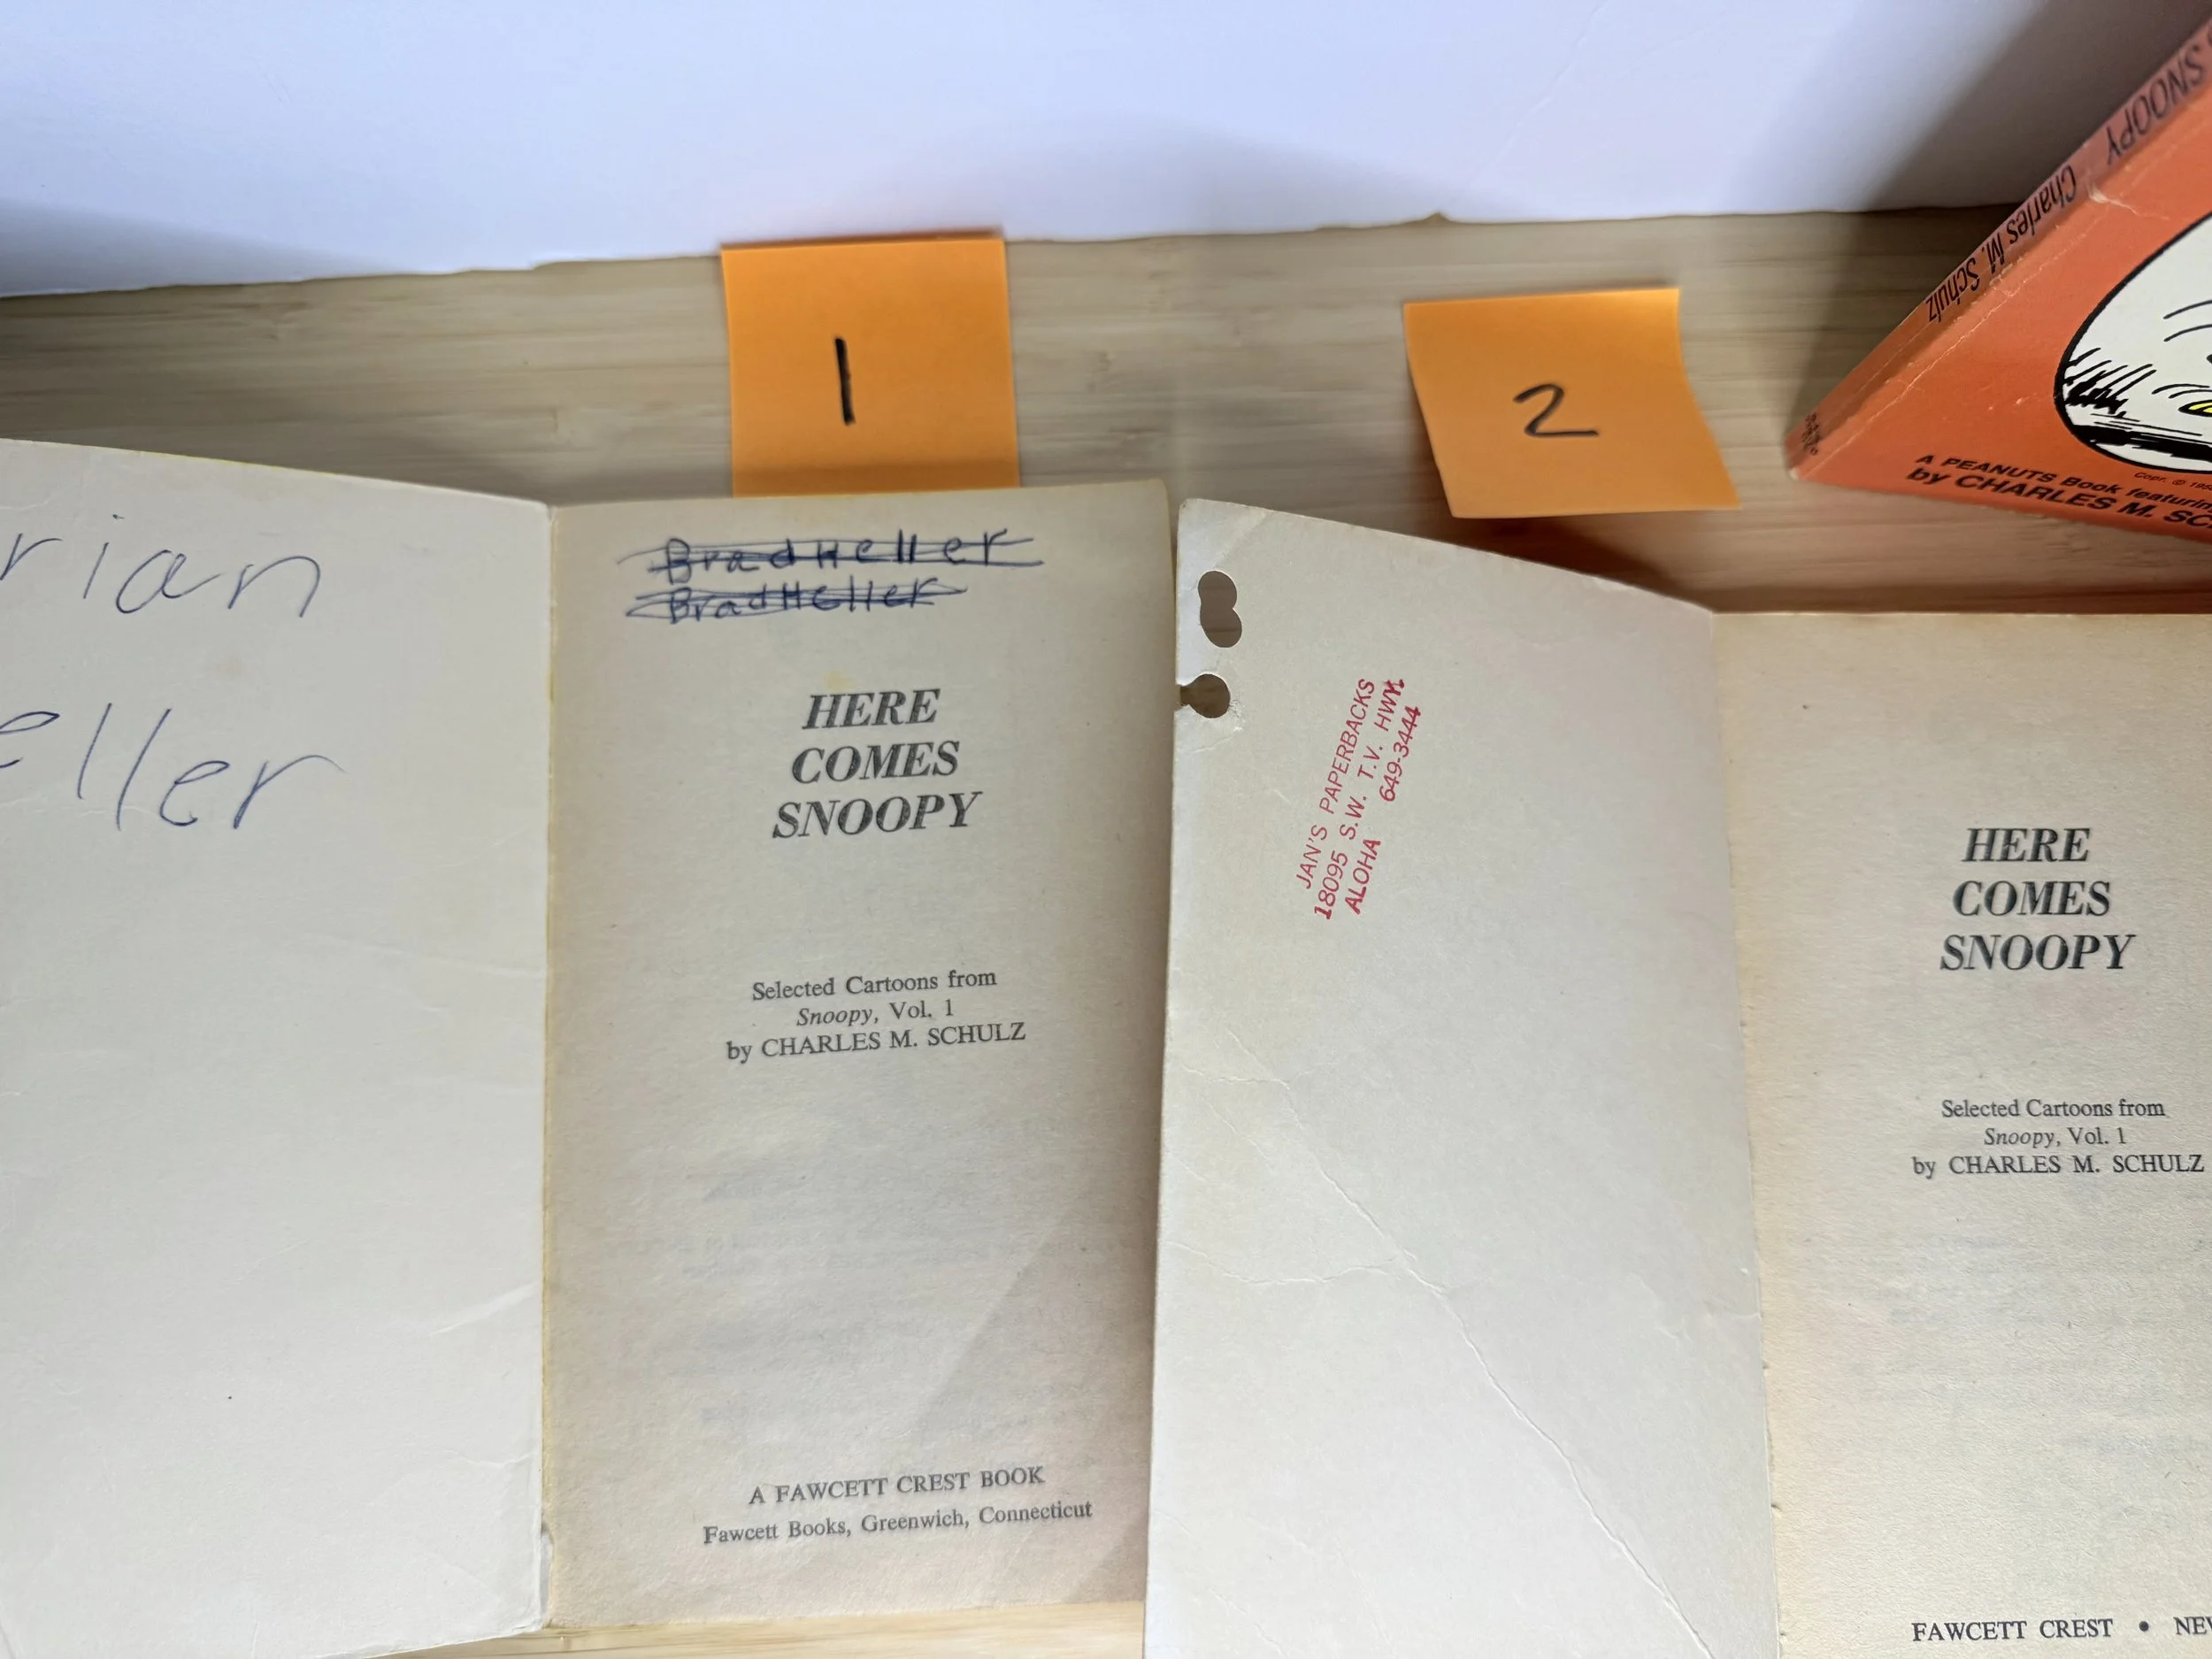 1
2
SNOOPY Charles M. Schulz
A PEANUTS Book
by CHARLES M.
Copr. ©
rian
eller
Brad Heller
Brad Heller
HERE
COMES
SNOOPY
Selected Cartoons from
Snoopy, Vol. 1
by CHARLES M. SCHULZ
A FAWCETT CREST BOOK
Fawcett Books, Greenwich, Connecticut
JAN'S PAPERBACKS
18095 S.W. T.V. HWY.
ALOHA 649-3444
HERE
COMES
SNOOPY
Selected Cartoons from
Snoopy, Vol. 1
by CHARLES M. SCHULZ
FAWCETT CREST •